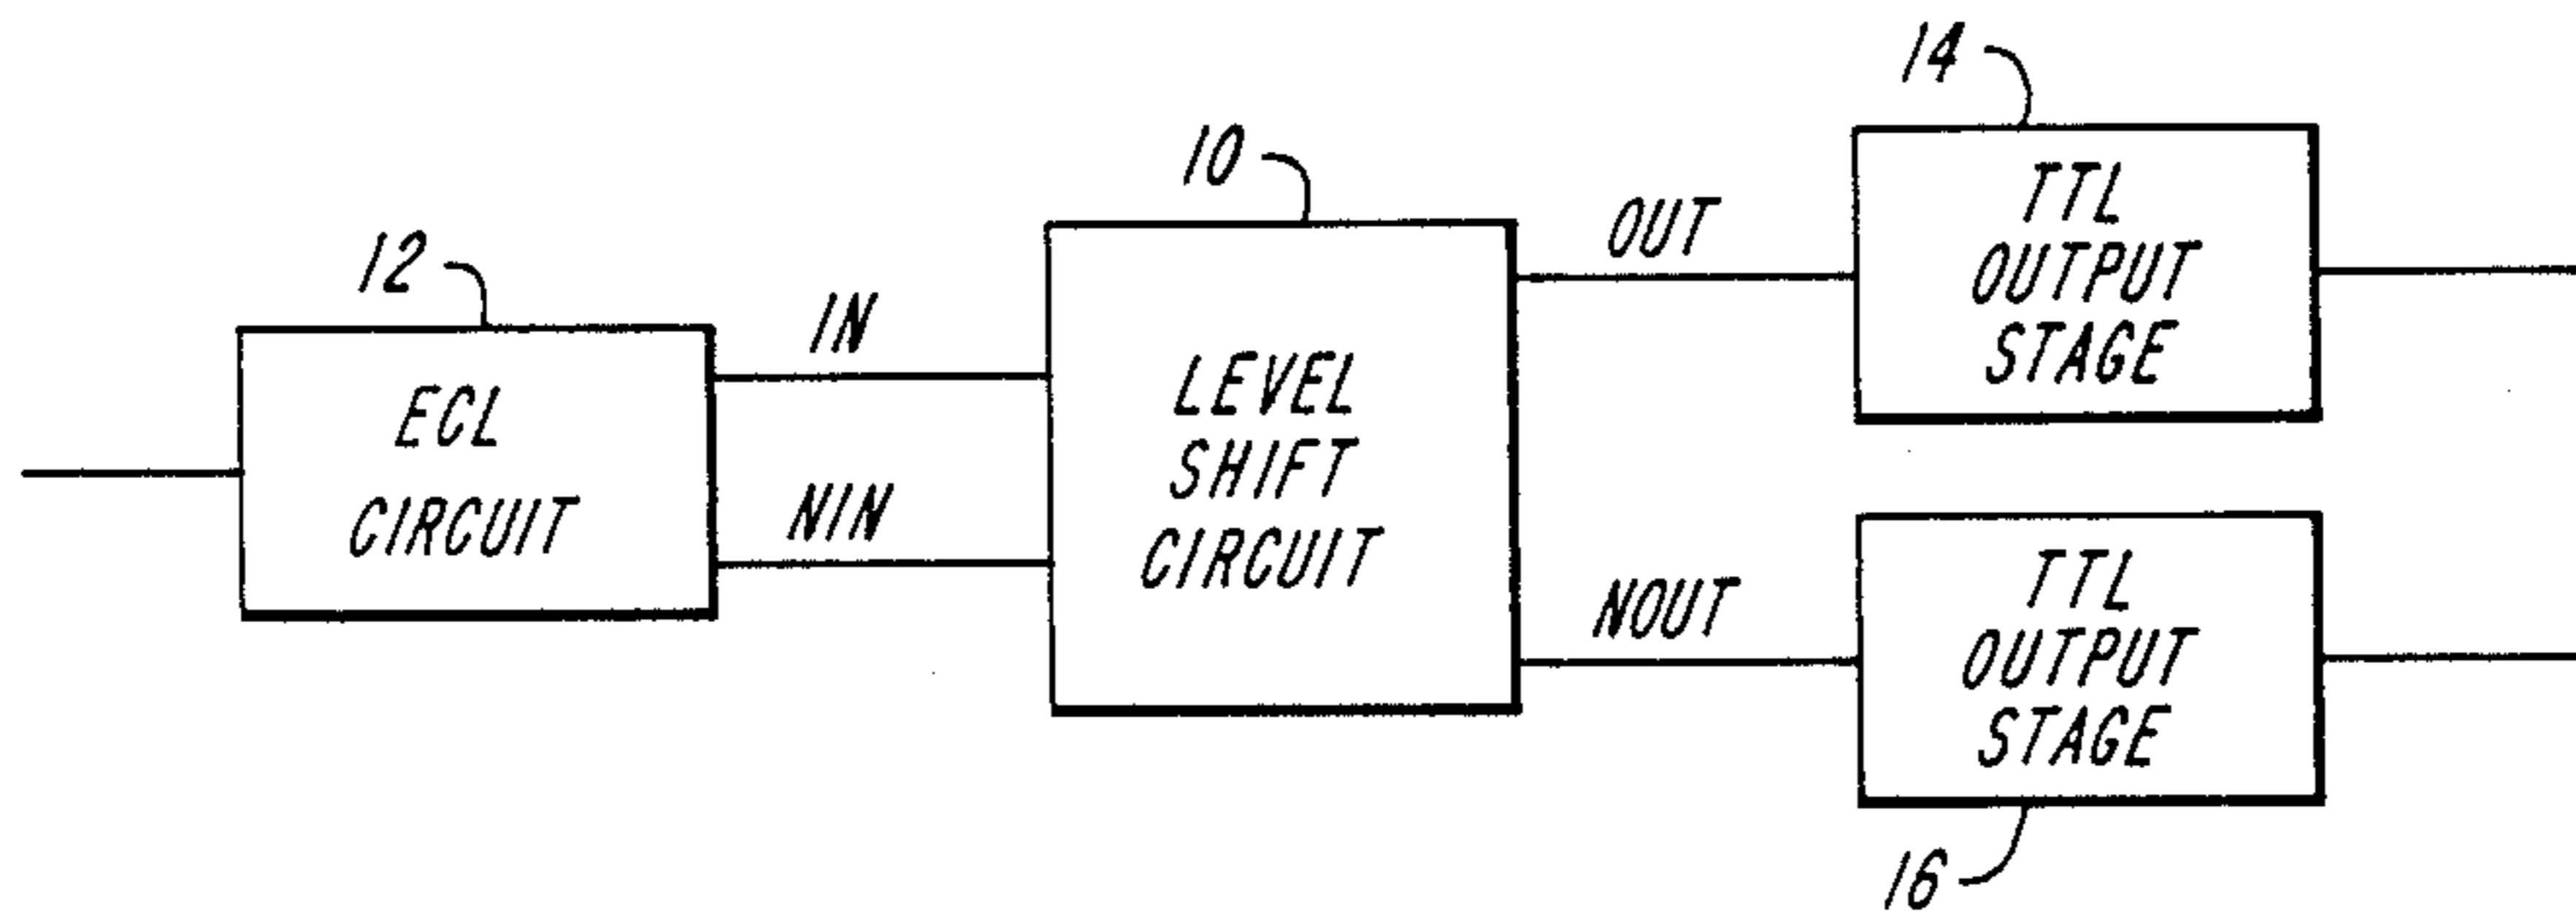 12
ECL
CIRCUIT
IN
NIN
10
LEVEL
SHIFT
CIRCUIT
OUT
NOUT
14
TTL
OUTPUT
STAGE
TTL
OUTPUT
STAGE
16